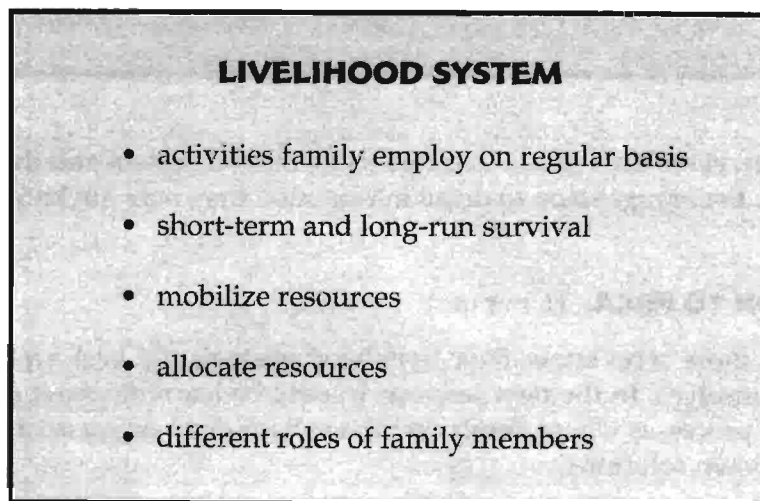 LIVELIHOOD SYSTEM
• activities family employ on regular basis
• short-term and long-run survival
• mobilize resources
• allocate resources
• different roles of family members